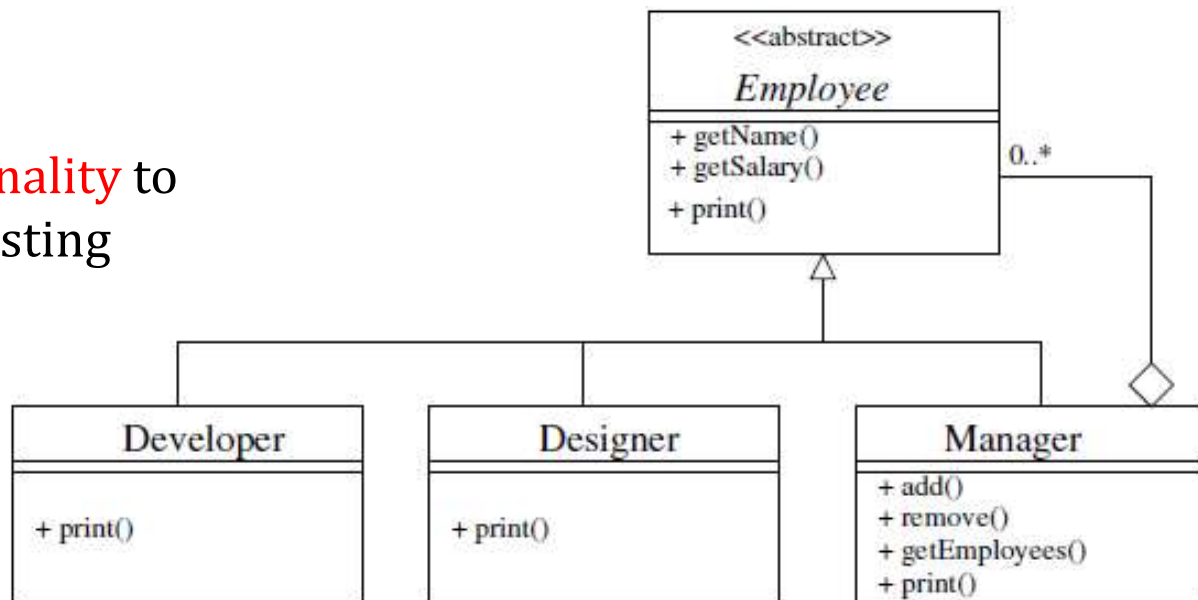 nality to
sting
<<abstract>>
Employee
+ getName()
+ getSalary()
+ print()
0..*
Developer
+ print()
Designer
+ print()
Manager
+ add()
+ remove()
+ getEmployees()
+ print()